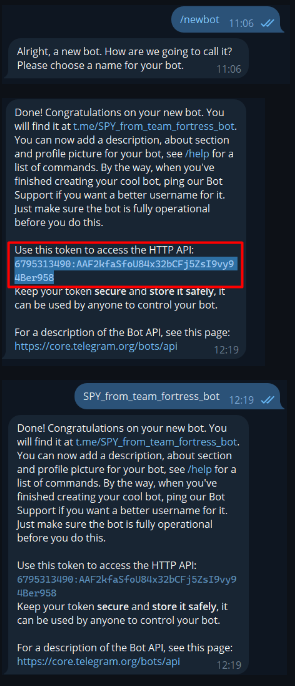 /newbot
11:06
Alright, a new bot. How are we going to call it?
Please choose a name for your bot.
11:06
Done! Congratulations on your new bot. You
will find it at t.me/SPY_from_team_fortress_bot.
You can now add a description, about section
and profile picture for your bot, see /help for a
list of commands. By the way, when you've
finished creating your cool bot, ping our Bot
Support if you want a better username for it.
Just make sure the bot is fully operational
before you do this.
Use this token to access the HTTP API:
6795313490:AAF2kfaSfoU84x32bCFj5ZsI9vy9
4Ber958
Keep your token secure and store it safely, it
can be used by anyone to control your bot.
For a description of the Bot API, see this page:
https://core.telegram.org/bots/api
12:19
SPY_from_team_fortress_bot
12:19
Done! Congratulations on your new bot. You
will find it at t.me/SPY_from_team_fortress_bot.
You can now add a description, about section
and profile picture for your bot, see /help for a
list of commands. By the way, when you've
finished creating your cool bot, ping our Bot
Support if you want a better username for it.
Just make sure the bot is fully operational
before you do this.
Use this token to access the HTTP API:
6795313490:AAF2kfaSfoU84x32bCFj5ZsI9vy9
4Ber958
Keep your token secure and store it safely, it
can be used by anyone to control your bot.
For a description of the Bot API, see this page:
https://core.telegram.org/bots/api
12:19